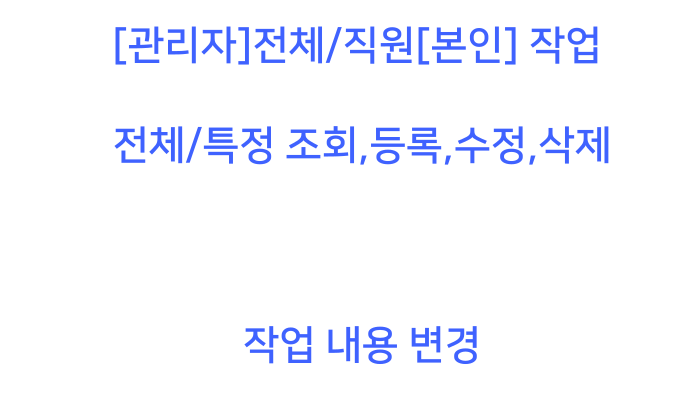 [관리자]전체/직원[본인] 작업
전체/특정 조회,등록,수정,삭제
작업 내용 변경